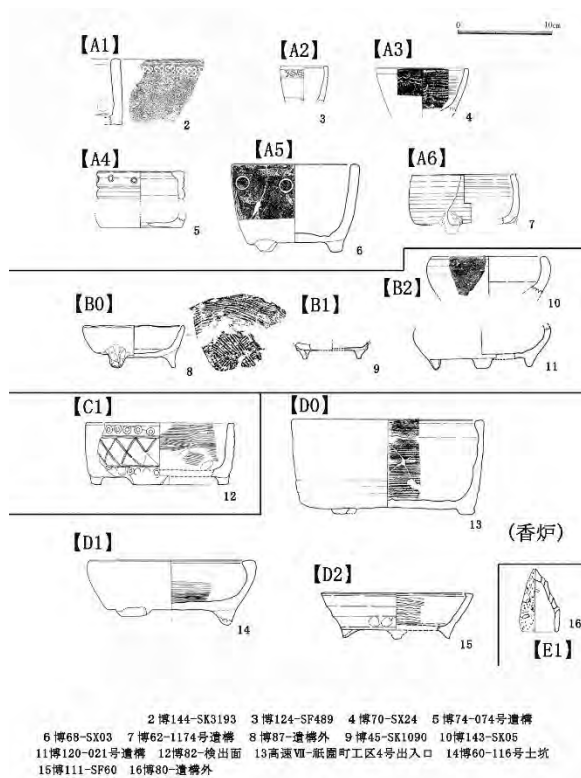 0 10cm
【A1】 【A2】 【A3】
2 3 4
【A4】 【A5】 【A6】
5 6 7
【B0】 【B1】 【B2】
10
8 9 11
【C1】 【D0】
12 13
(香炉)
【D1】 【D2】
14 15 16
【E1】
2博144-SK3193 3博124-SF489 4博70-SX24 5博74-074号遺構
6博68-SX03 7博62-1174号遺構 8博87-遺構外 9博45-SK1090 10博143-SK05
11博120-021号遺構 12博82-検出面 13高速Ⅶ-祇園町工区4号出入口 14博60-116号土坑
15博111-SF60 16博80-遺構外